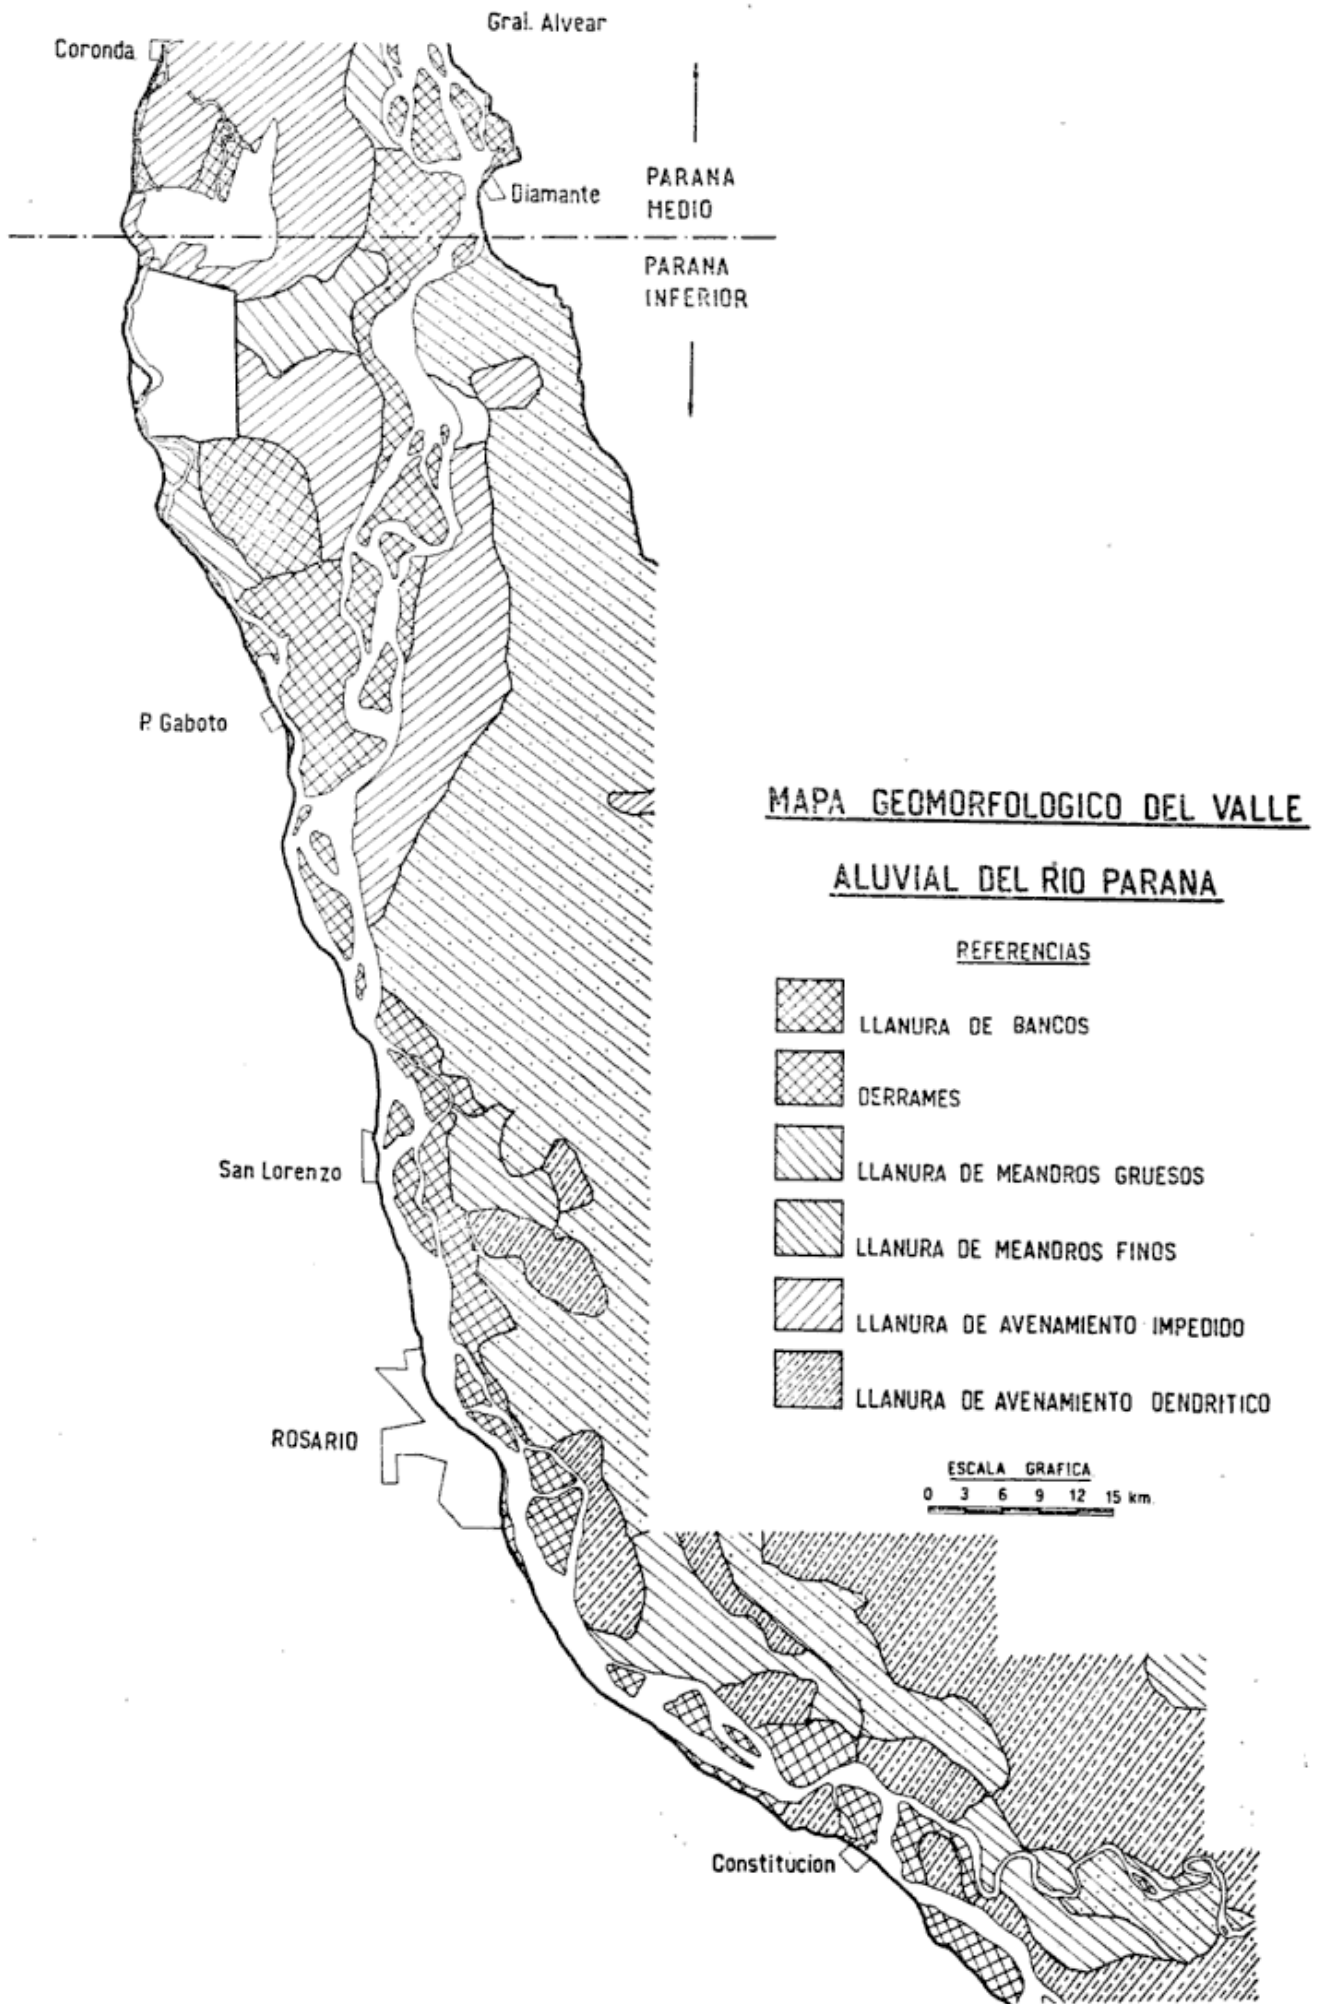 Gral. Alvear
Coronda
Diamante
PARANA
MEDIO
PARANA
INFERIOR
P. Gaboto
MAPA GEOMORFOLOGICO DEL VALLE
ALUVIAL DEL RIO PARANA
REFERENCIAS
LLANURA DE BANCOS
DERRAMES
LLANURA DE MEANDROS GRUESOS
LLANURA DE MEANDROS FINOS
LLANURA DE AVENAMIENTO IMPEDIDO
LLANURA DE AVENAMIENTO DENDRITICO
ESCALA GRAFICA
0 3 6 9 12 15 km.
San Lorenzo
ROSARIO
Constitucion